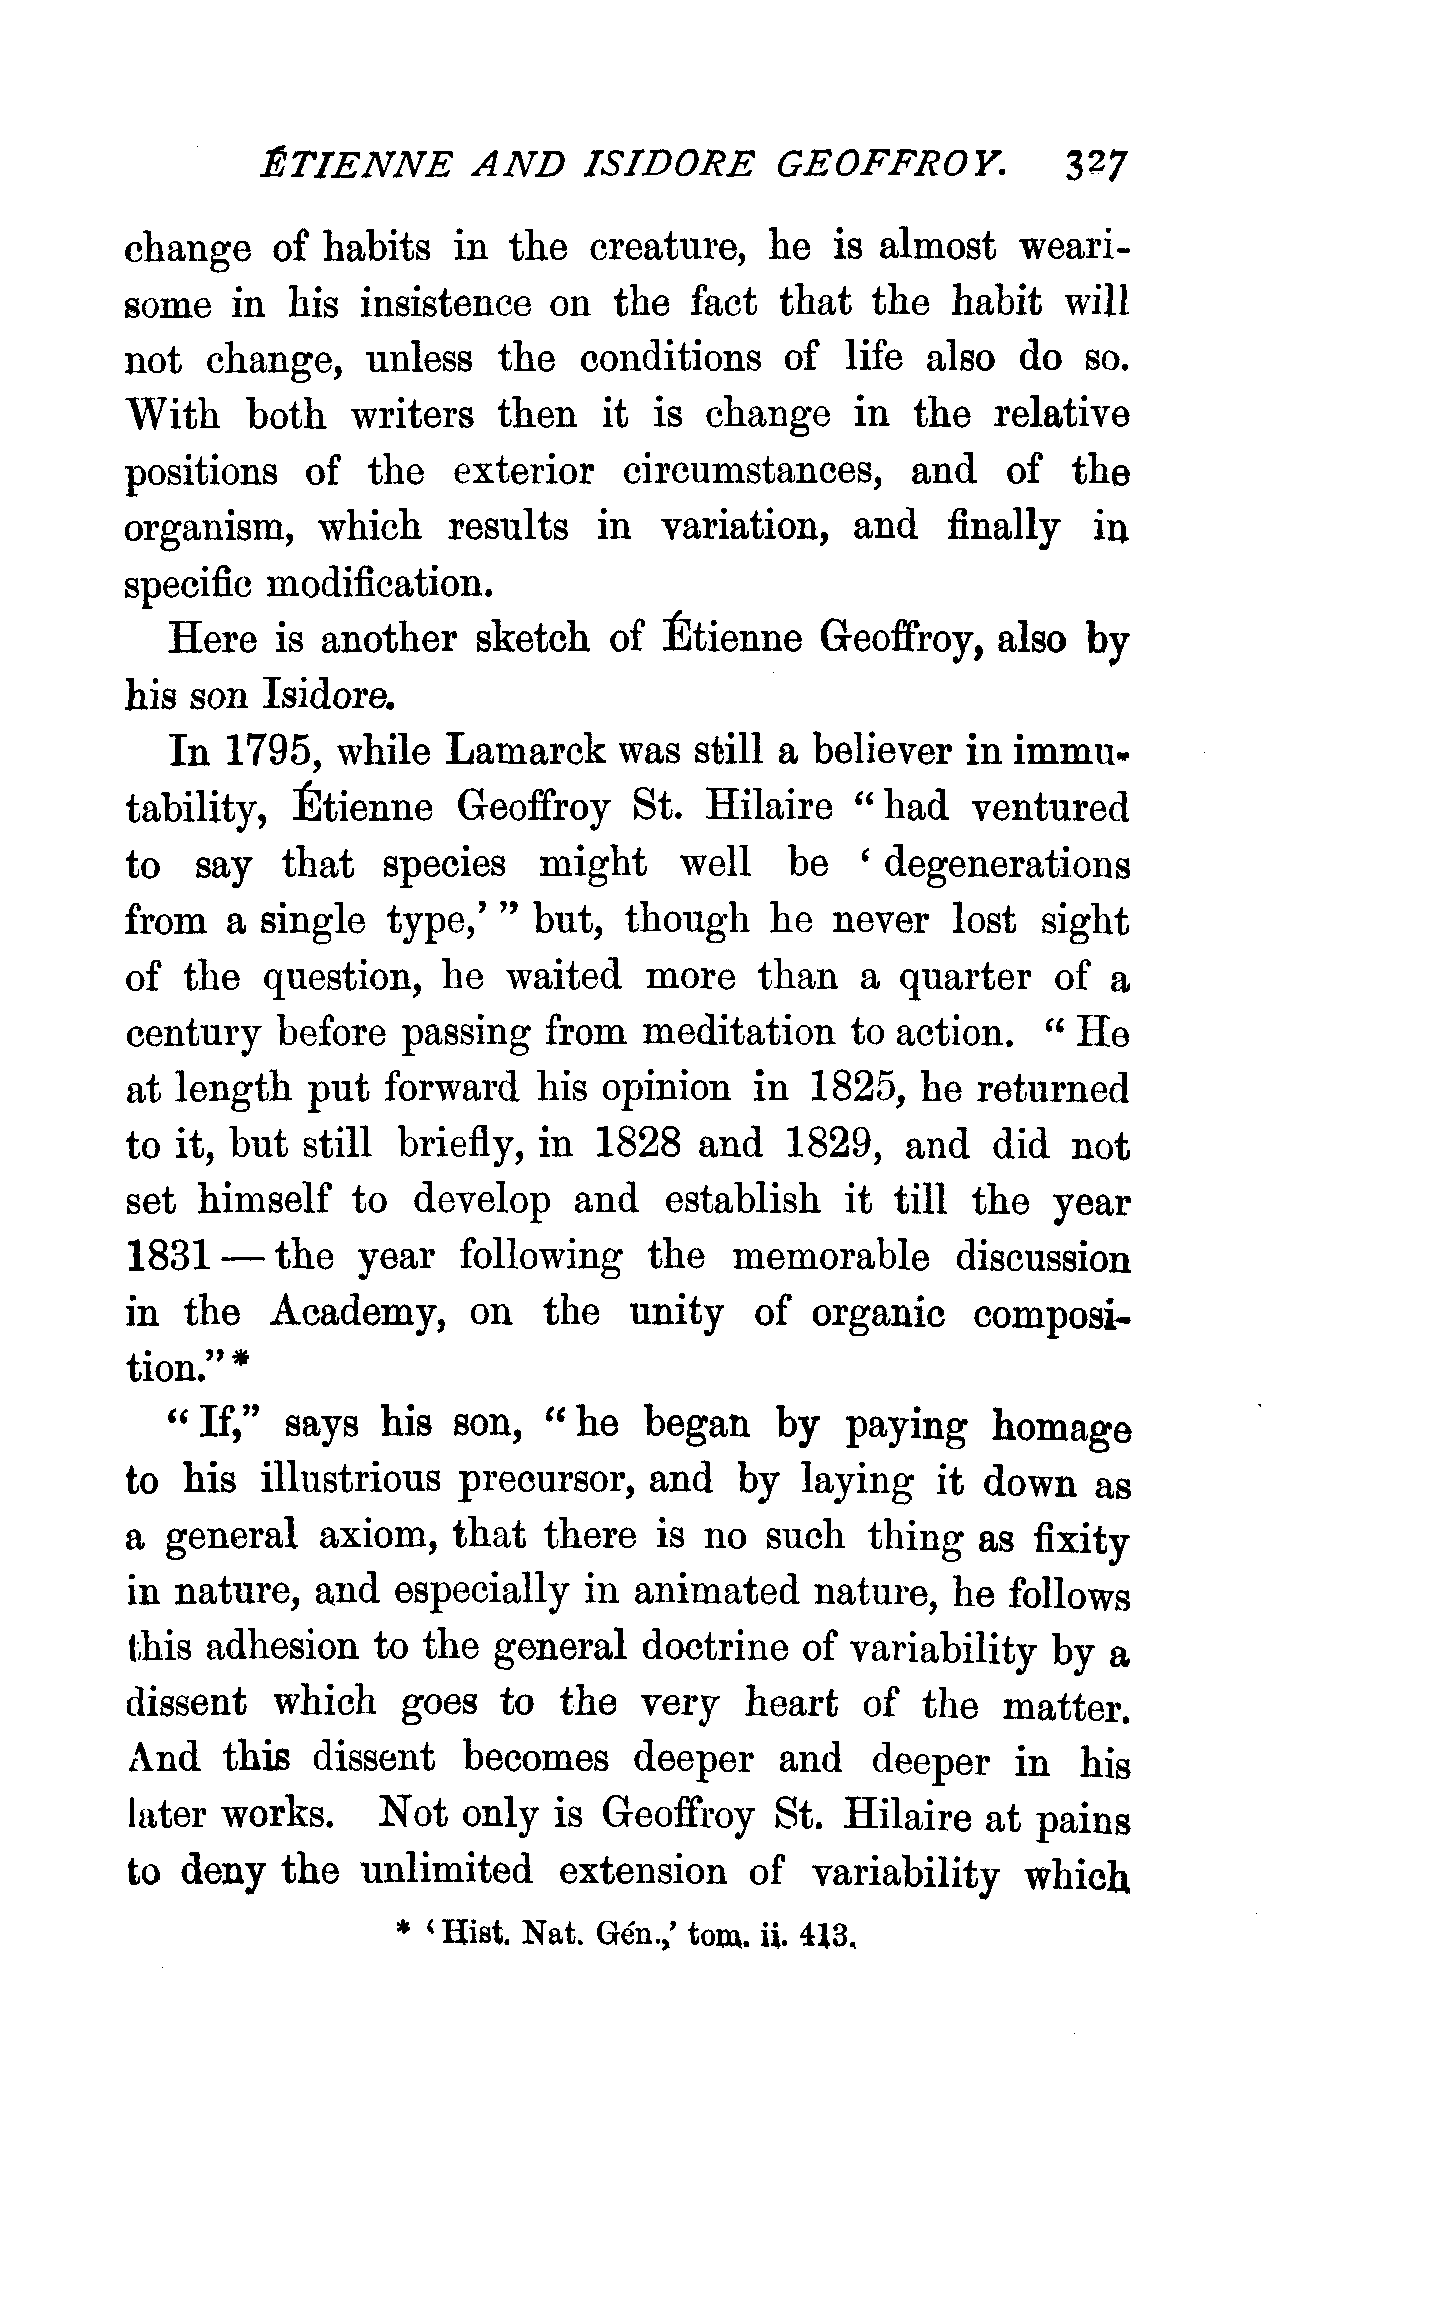 ÉTIENNE AND ISIDORE GEOFFROY. 327
change of habits in the creature, he is almost weari-
some in his insistence on the fact that the habit will
not change, unless the conditions of life also do so.
With both writers then it is change in the relative
positions of the exterior circumstances, and of the
organism, which results in variation, and finally in
specific modification.
Here is another sketch of Étienne Geoffroy, also by
his son Isidore.
In 1795, while Lamarck was still a believer in immu-
tability, Étienne Geoffroy St. Hilaire “had ventured
to say that species might well be ‘degenerations
from a single type,’” but, though he never lost sight
of the question, he waited more than a quarter of a
century before passing from meditation to action. “He
at length put forward his opinion in 1825, he returned
to it, but still briefly, in 1828 and 1829, and did not
set himself to develop and establish it till the year
1831—the year following the memorable discussion
in the Academy, on the unity of organic composi-
tion.”*
“If,” says his son, “he began by paying homage
to his illustrious precursor, and by laying it down as
a general axiom, that there is no such thing as fixity
in nature, and especially in animated nature, he follows
this adhesion to the general doctrine of variability by a
dissent which goes to the very heart of the matter.
And this dissent becomes deeper and deeper in his
later works. Not only is Geoffroy St. Hilaire at pains
to deny the unlimited extension of variability which
* ‘Hist. Nat. Gén.,’ tom. ii. 413.